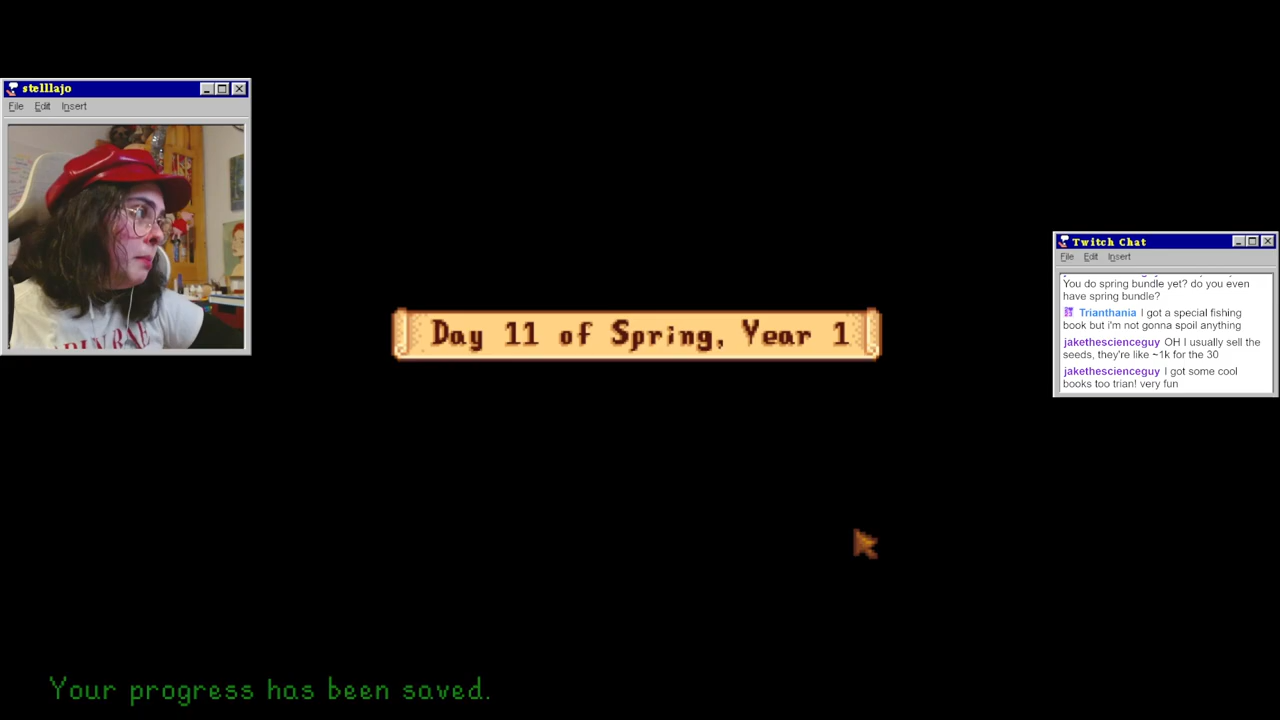 stelllajo
File Edit Insert
Day 11 of Spring, Year 1
Twitch Chat
File Edit Insert
You do spring bundle yet? do you even
have spring bundle?
Trianthania I got a special fishing
book but i'm not gonna spoil anything
jakethescienceguy OH I usually sell the
seeds, they're like ~1k for the 30
jakethescienceguy I got some cool
books too trian! very fun
Your progress has been saved.